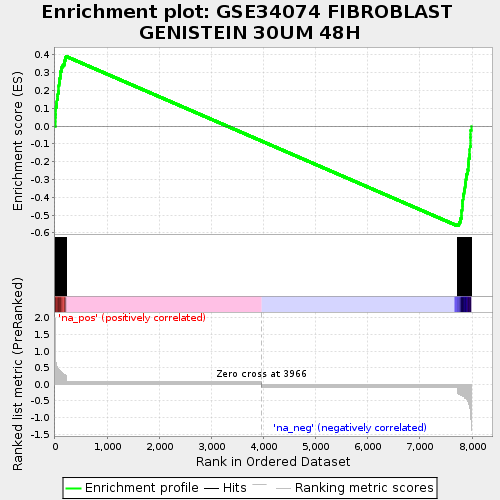 Enrichment plot: GSE34074 FIBROBLAST
GENISTEIN 30UM 48H
Enrichment score (ES)
0.4
0.3
0.2
0.1
0.0
-0.1
-0.2
-0.3
-0.4
-0.5
-0.6
Ranked list metric (PreRanked)
2.0
1.5
1.0
0.5
0.0
-0.5
-1.0
-1.5
'na_pos' (positively correlated)
Zero cross at 3966
'na_neg' (negatively correlated)
0 1,000 2,000 3,000 4,000 5,000 6,000 7,000 8,000
Rank in Ordered Dataset
Enrichment profile Hits Ranking metric scores